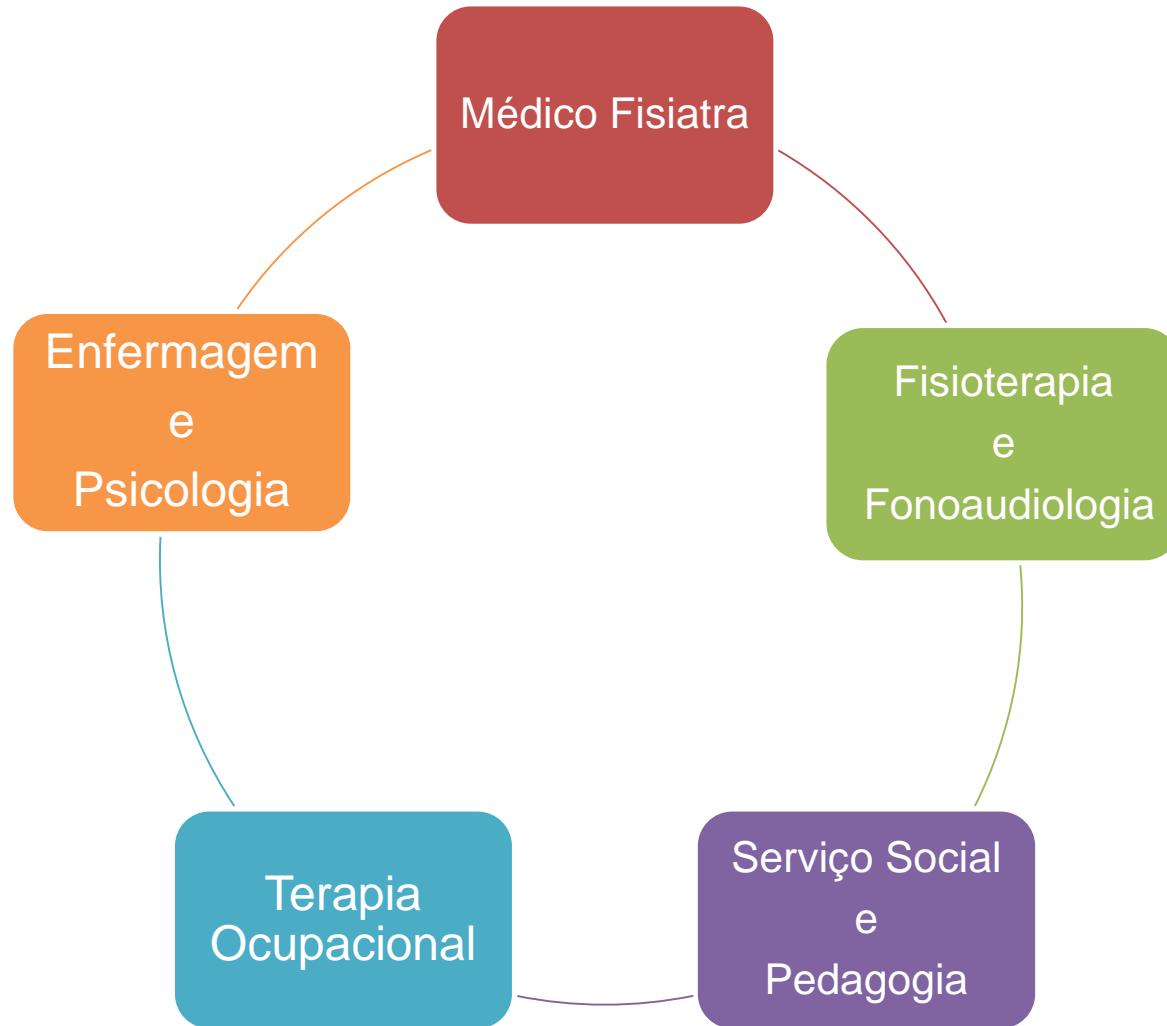 Médico Fisiatra
Fisioterapia
e
Fonoaudiologia
Serviço Social
e
Pedagogia
Terapia
Ocupacional
Enfermagem
e
Psicologia